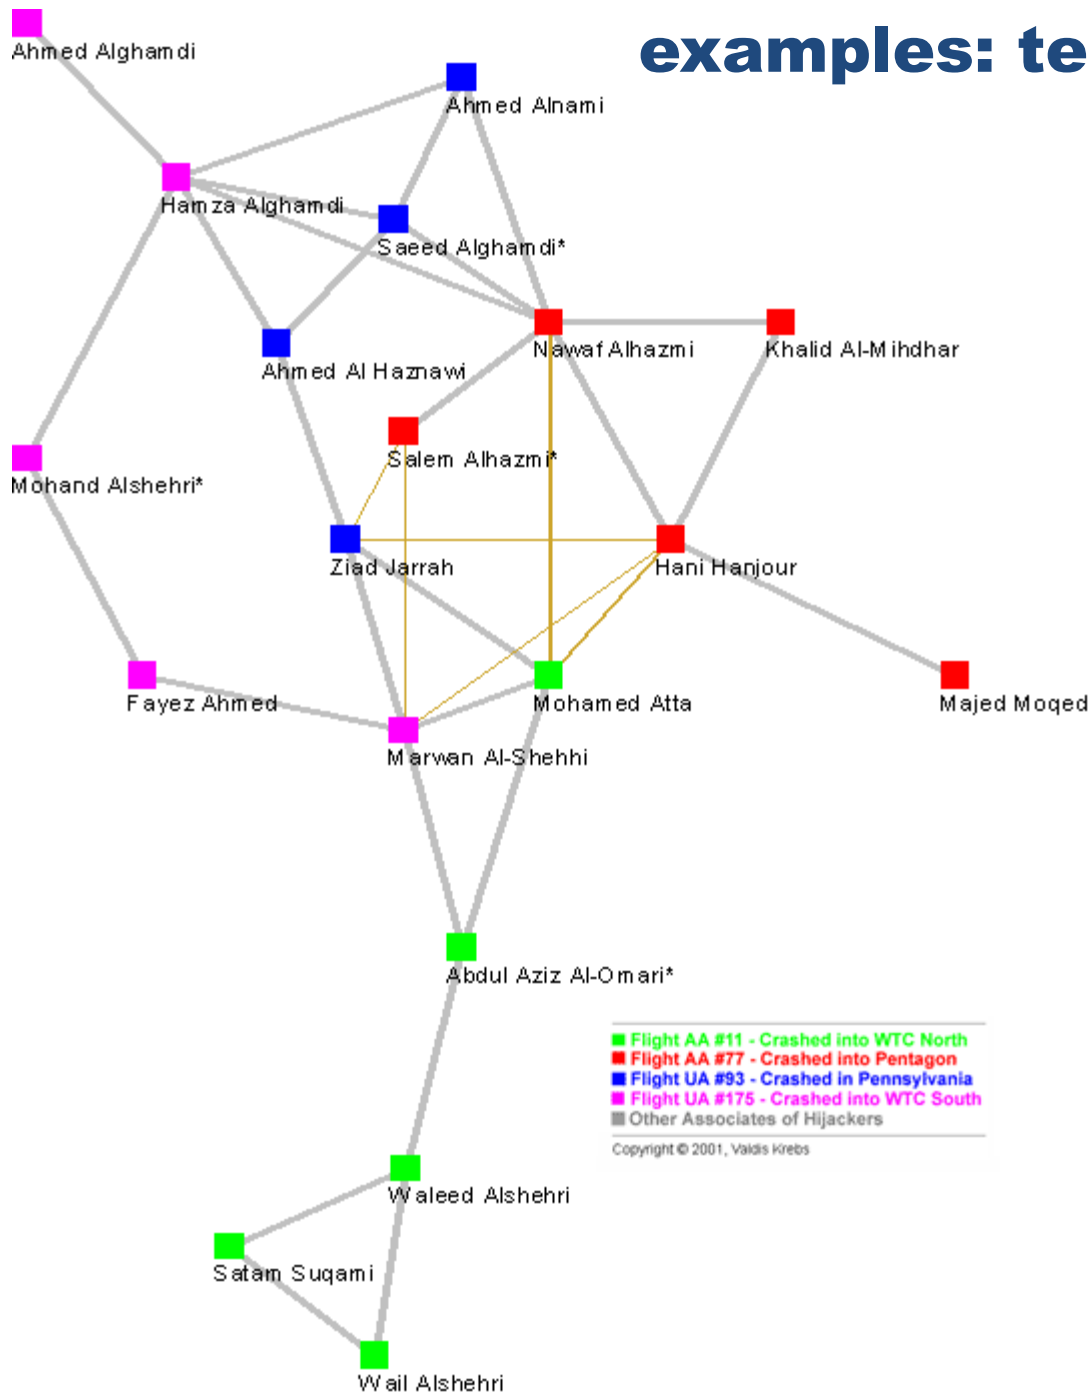 examples: te
Ahmed Alghamdi
Ahmed Alnami
Hamza Alghamdi
Saeed Alghamdi*
Nawaf Alhazmi
Khalid Al-Mihdhar
Ahmed Al Haznawi
Salem Alhazmi*
Mohand Alshehri*
Ziad Jarrah
Hani Hanjour
Fayez Ahmed
Mohamed Atta
Majed Moqed
Marwan Al-Shehhi
Abdul Aziz Al-Omari*
Flight AA #11 - Crashed into WTC North
Flight AA #77 - Crashed into Pentagon
Flight UA #93 - Crashed in Pennsylvania
Flight UA #175 - Crashed into WTC South
Other Associates of Hijackers
Copyright © 2001, Valdis Krebs
Waleed Alshehri
Satam Suqami
Wail Alshehri